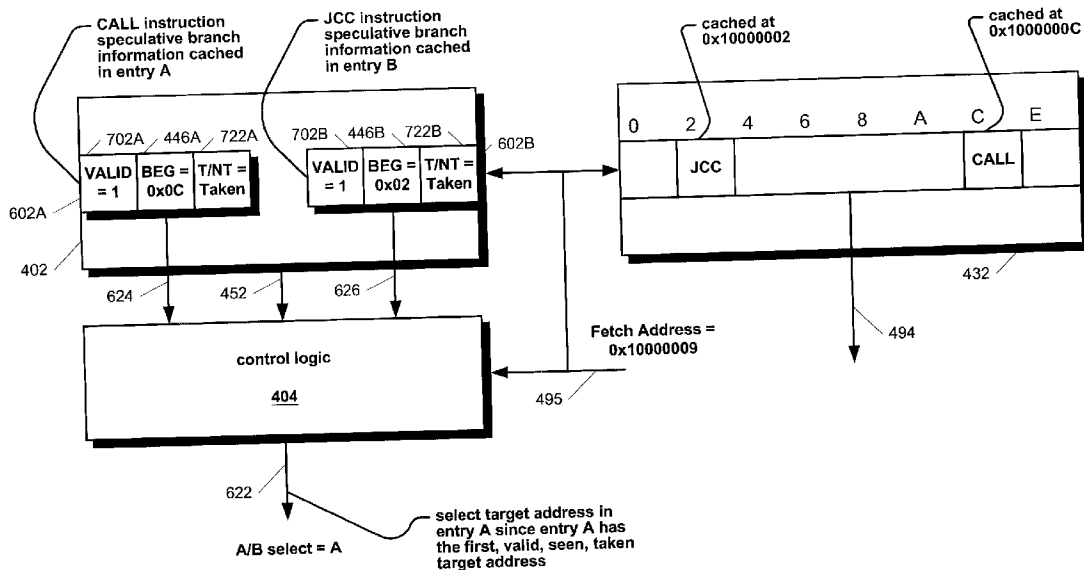 CALL instruction
speculative branch
information cached
in entry A
JCC instruction
speculative branch
information cached
in entry B
cached at
0x10000002
cached at
0x1000000C
702A 446A 722A
702B 446B 722B
602B
VALID
= 1
BEG =
0x0C
T/NT =
Taken
VALID
= 1
BEG =
0x02
T/NT =
Taken
602A
402
0 2 4 6 8 A C E
JCC
CALL
432
624
452
626
494
control logic
404
Fetch Address =
0x10000009
495
622
A/B select = A
select target address in
entry A since entry A has
the first, valid, seen, taken
target address